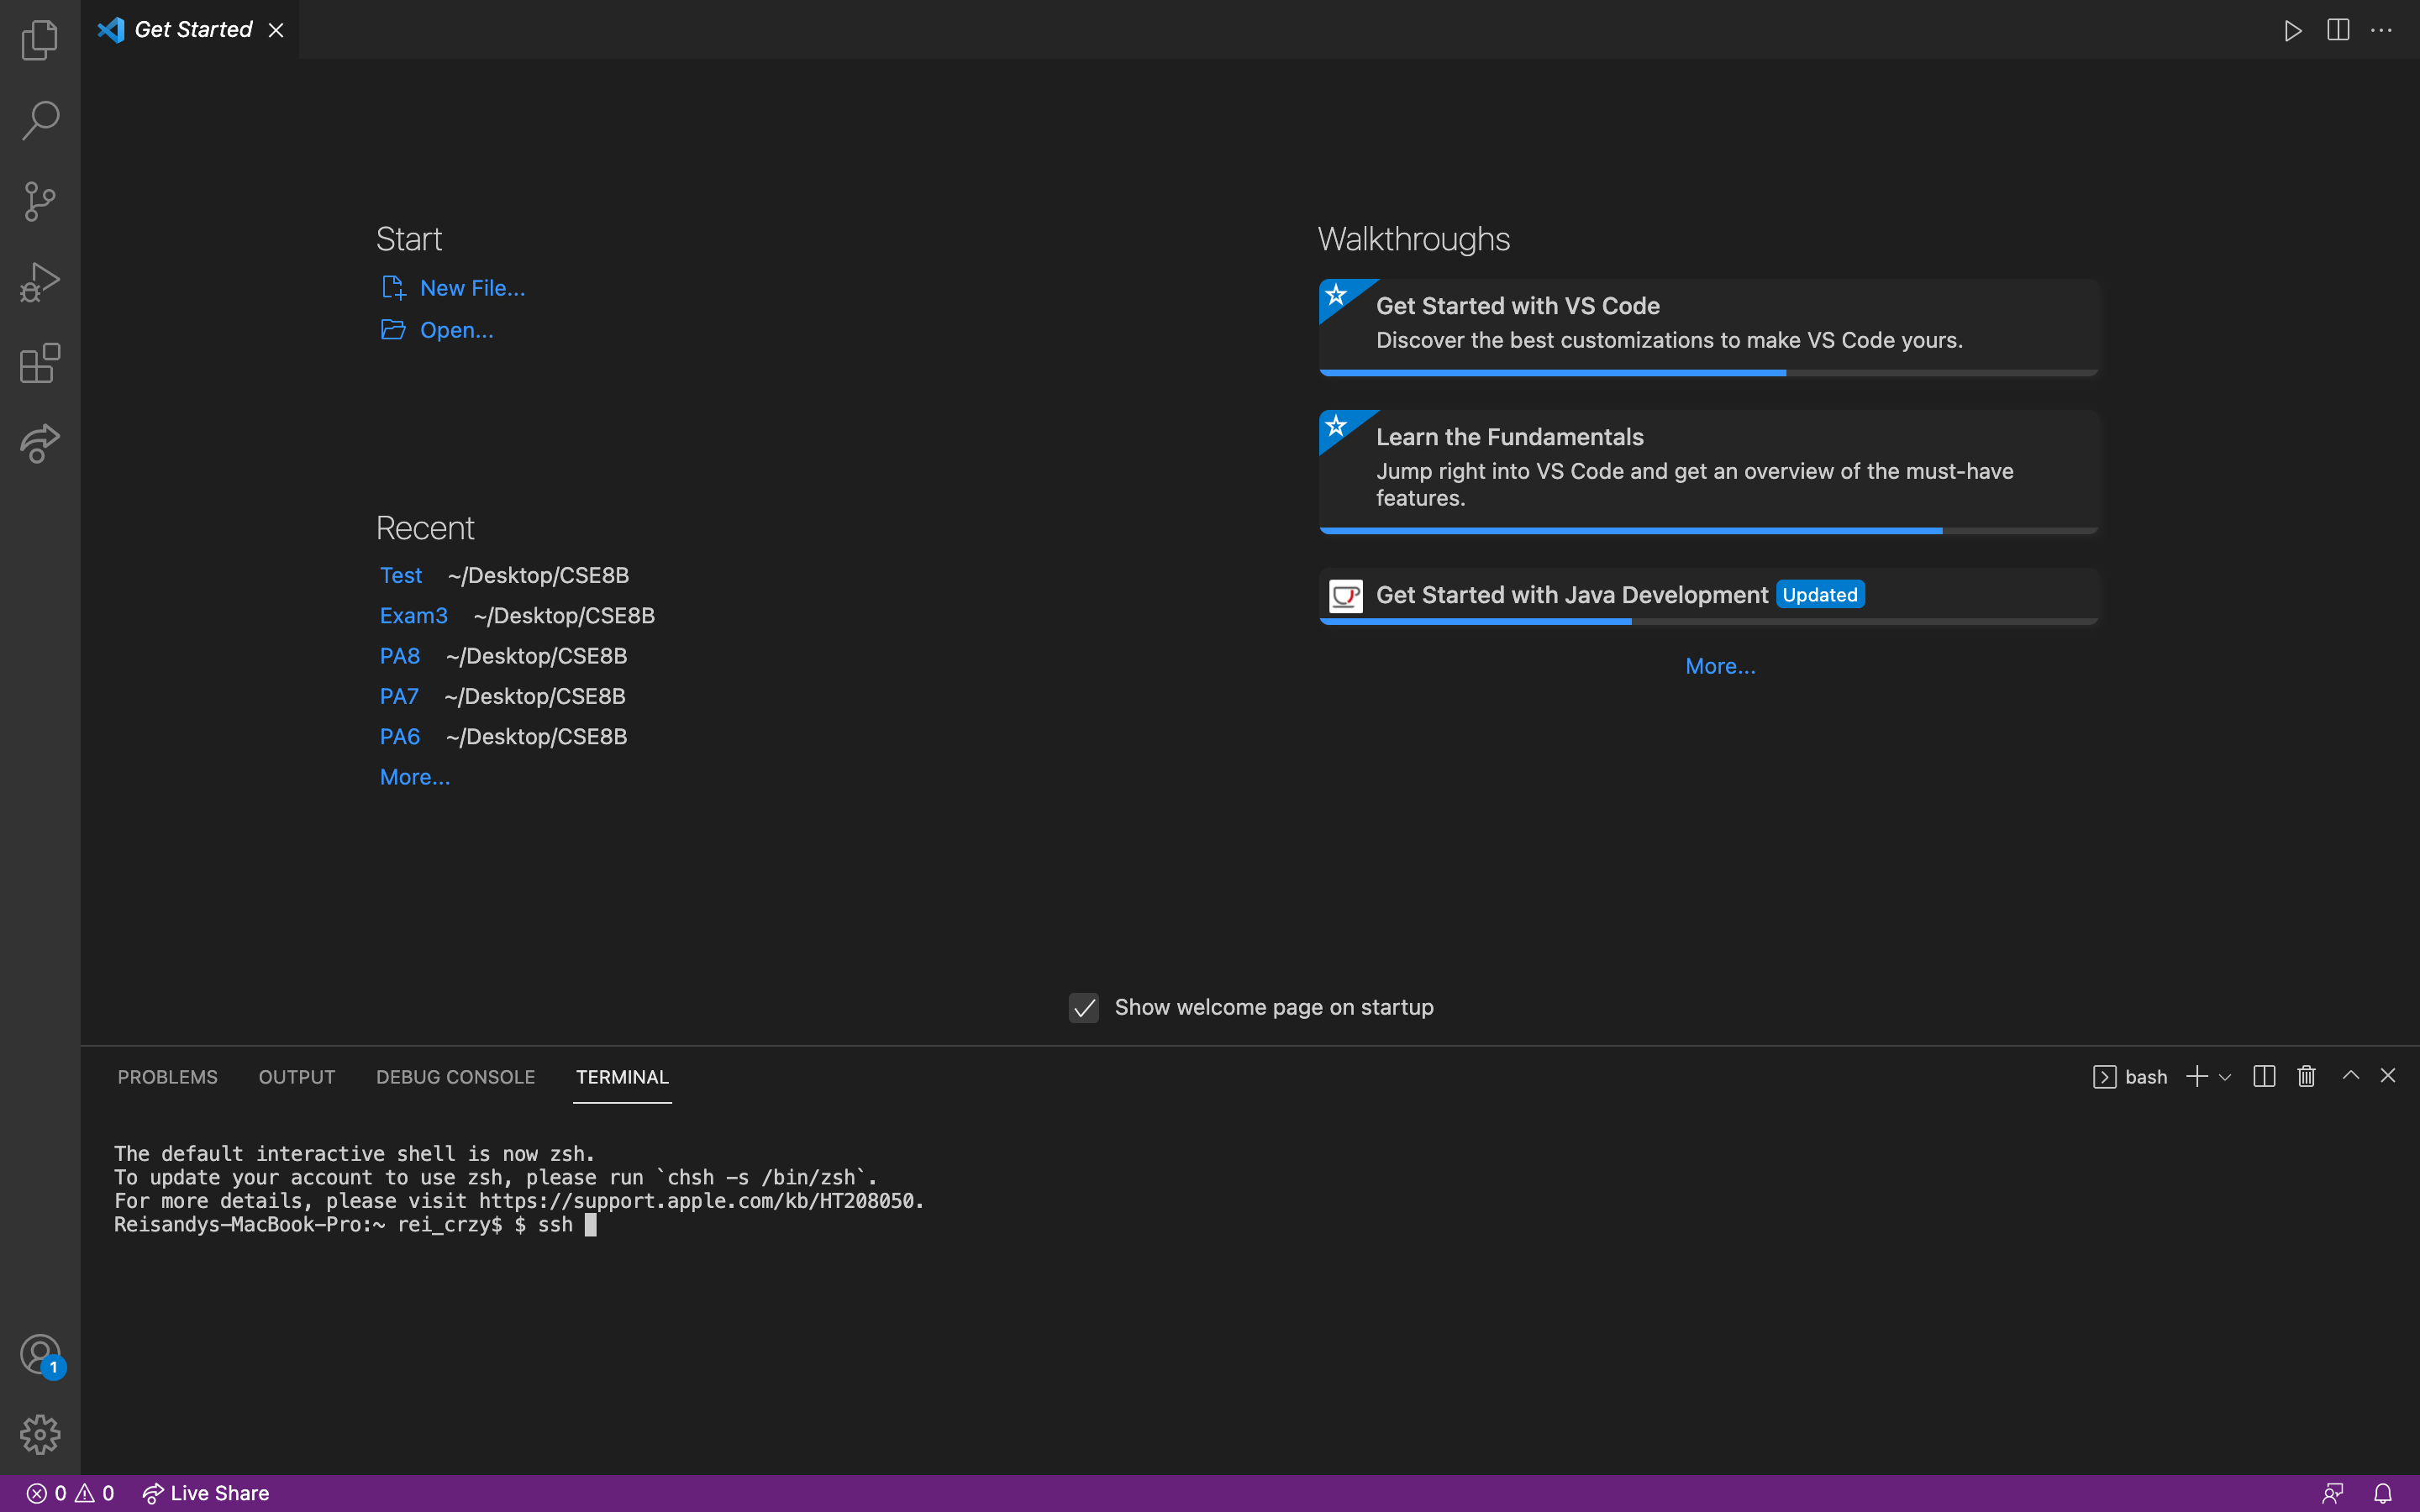 Get Started
Start
New File...
Open...
Recent
Test ~/Desktop/CSE8B
Exam3 ~/Desktop/CSE8B
PA8 ~/Desktop/CSE8B
PA7 ~/Desktop/CSE8B
PA6 ~/Desktop/CSE8B
More...
Walkthroughs
Get Started with VS Code
Discover the best customizations to make VS Code yours.
Learn the Fundamentals
Jump right into VS Code and get an overview of the must-have
features.
Get Started with Java Development Updated
More...
Show welcome page on startup
PROBLEMS OUTPUT DEBUG CONSOLE TERMINAL bash
The default interactive shell is now zsh.
To update your account to use zsh, please run `chsh -s /bin/zsh`.
For more details, please visit https://support.apple.com/kb/HT208050.
Reisandys-MacBook-Pro:~ rei_crzy$ $ ssh
1
0 0 Live Share